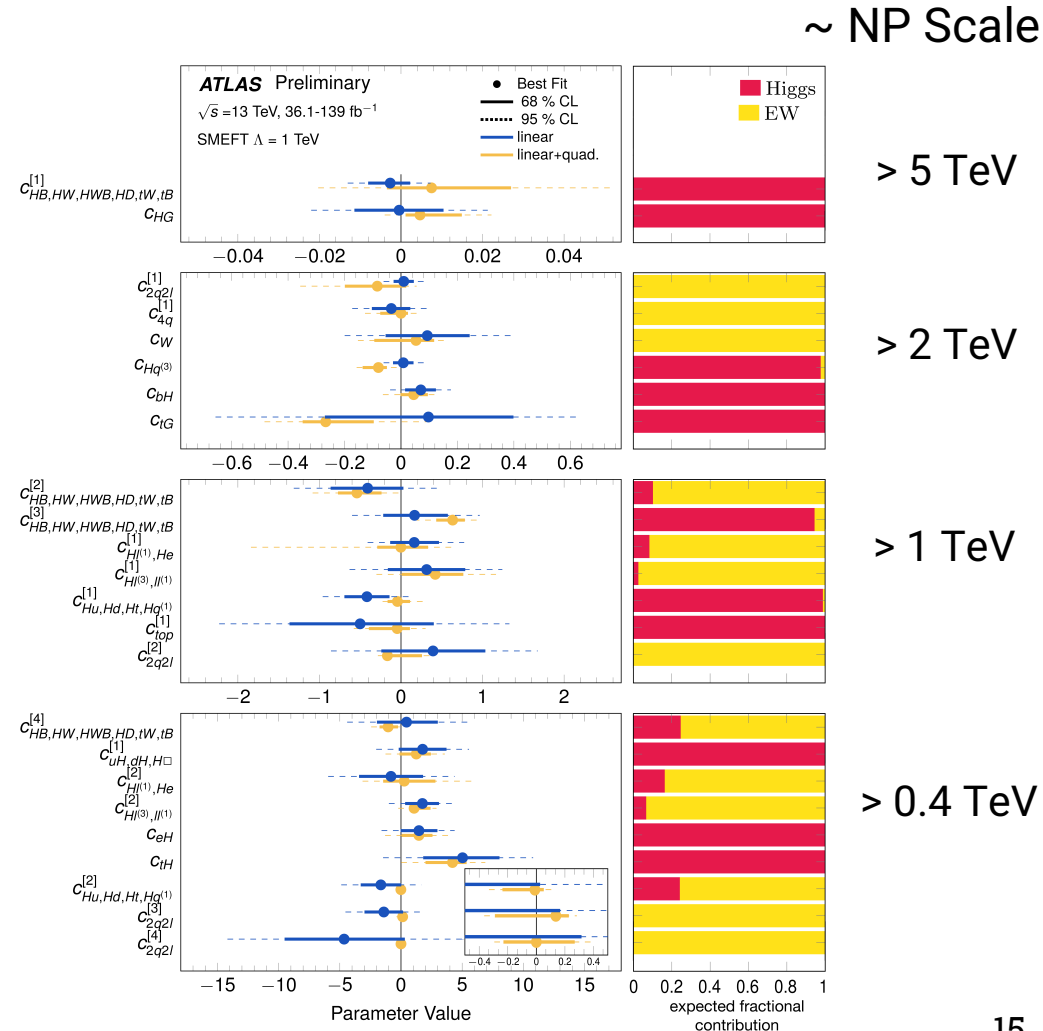 ~ NP Scale
ATLAS Preliminary
√s =13 TeV, 36.1-139 fb⁻¹
SMEFT Λ = 1 TeV
Best Fit
68 % CL
95 % CL
linear
linear+quad.
Higgs
EW
c[1]HB,HW,HWB,HD,tW,tB
cHG
> 5 TeV
−0.04 −0.02 0 0.02 0.04
c[1]2q2l
c[1]4q
cW
cHq(3)
cbH
ctG
> 2 TeV
−0.6 −0.4 −0.2 0 0.2 0.4 0.6
c[2]HB,HW,HWB,HD,tW,tB
c[3]HB,HW,HWB,HD,tW,tB
c[1]Hl(1),He
c[1]Hl(3),ll(1)
c[1]Hu,Hd,Ht,Hq(1)
c[1]top
c[2]2q2l
> 1 TeV
−2 −1 0 1 2
c[4]HB,HW,HWB,HD,tW,tB
c[1]uH,dH,H□
c[2]Hl(1),He
c[2]Hl(3),ll(1)
ceH
ctH
c[2]Hu,Hd,Ht,Hq(1)
c[3]2q2l
c[4]2q2l
> 0.4 TeV
−0.4 −0.2 0 0.2 0.4
−15 −10 −5 0 5 10 15
Parameter Value
0 0.2 0.4 0.6 0.8 1
expected fractional
contribution
15